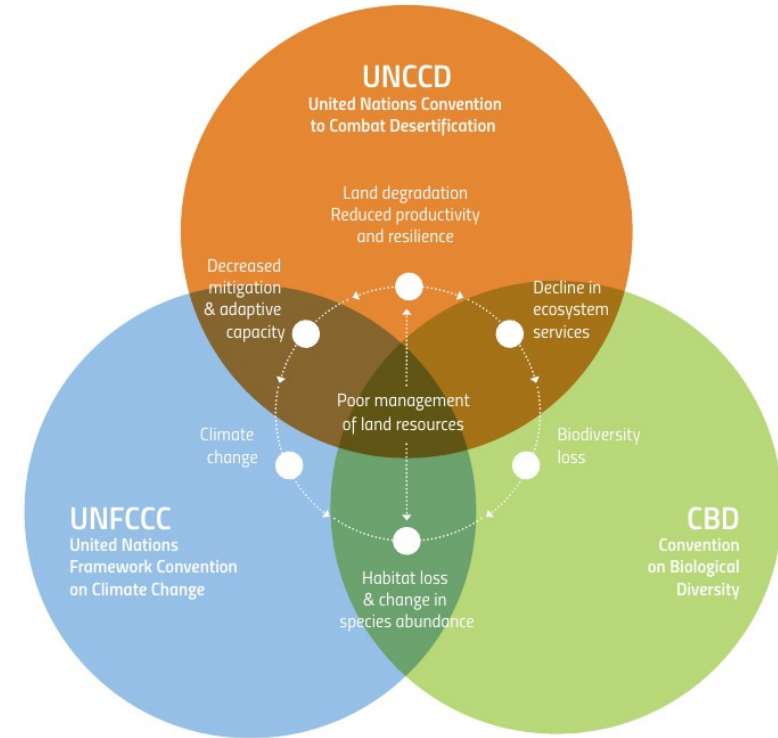 UNCCD
United Nations Convention
to Combat Desertification
Land degradation
Reduced productivity
and resilience
Decreased
mitigation
& adaptive
capacity
Decline in
ecosystem
services
Poor management
of land resources
Climate
change
Biodiversity
loss
UNFCCC
United Nations
Framework Convention
on Climate Change
CBD
Convention
on Biological
Diversity
Habitat loss
& change in
species abundance